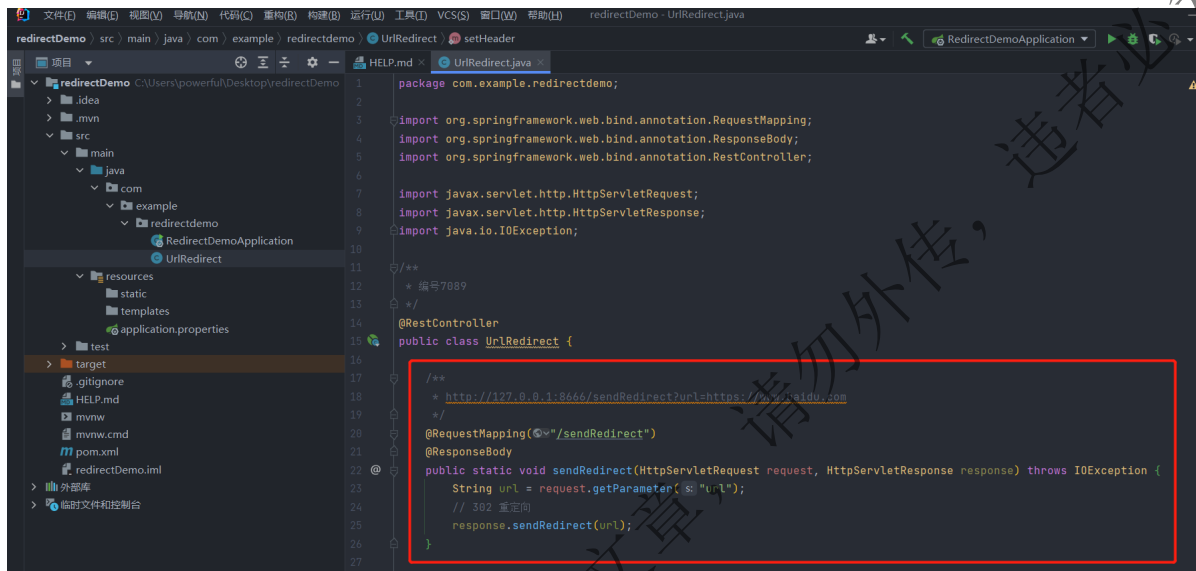 文件(F) 编辑(E) 视图(V) 导航(N) 代码(C) 重构(R) 构建(B) 运行(U) 工具(T) VCS(S) 窗口(W) 帮助(H) redirectDemo - UrlRedirect.java
redirectDemo 〉 src 〉 main 〉 java 〉 com 〉 example 〉 redirectdemo 〉 UrlRedirect 〉 setHeader RedirectDemoApplication
项目
HELP.md × UrlRedirect.java ×
redirectDemo C:\Users\powerful\Desktop\redirectDemo
.idea
.mvn
src
main
java
com
example
redirectdemo
RedirectDemoApplication
UrlRedirect
resources
static
templates
application.properties
test
target
.gitignore
HELP.md
mvnw
mvnw.cmd
pom.xml
redirectDemo.iml
外部库
临时文件和控制台
1 package com.example.redirectdemo;
2
3 import org.springframework.web.bind.annotation.RequestMapping;
4 import org.springframework.web.bind.annotation.ResponseBody;
5 import org.springframework.web.bind.annotation.RestController;
6
7 import javax.servlet.http.HttpServletRequest;
8 import javax.servlet.http.HttpServletResponse;
9 import java.io.IOException;
10
11 /**
12 * 编号7089
13 */
14 @RestController
15 public class UrlRedirect {
16
17 /**
18 * http://127.0.0.1:8666/sendRedirect?url=https://www.baidu.com
19 */
20 @RequestMapping("/sendRedirect")
21 @ResponseBody
22 public static void sendRedirect(HttpServletRequest request, HttpServletResponse response) throws IOException {
23 String url = request.getParameter( s: "url");
24 // 302 重定向
25 response.sendRedirect(url);
26 }
27
文章，请勿外传，违者必